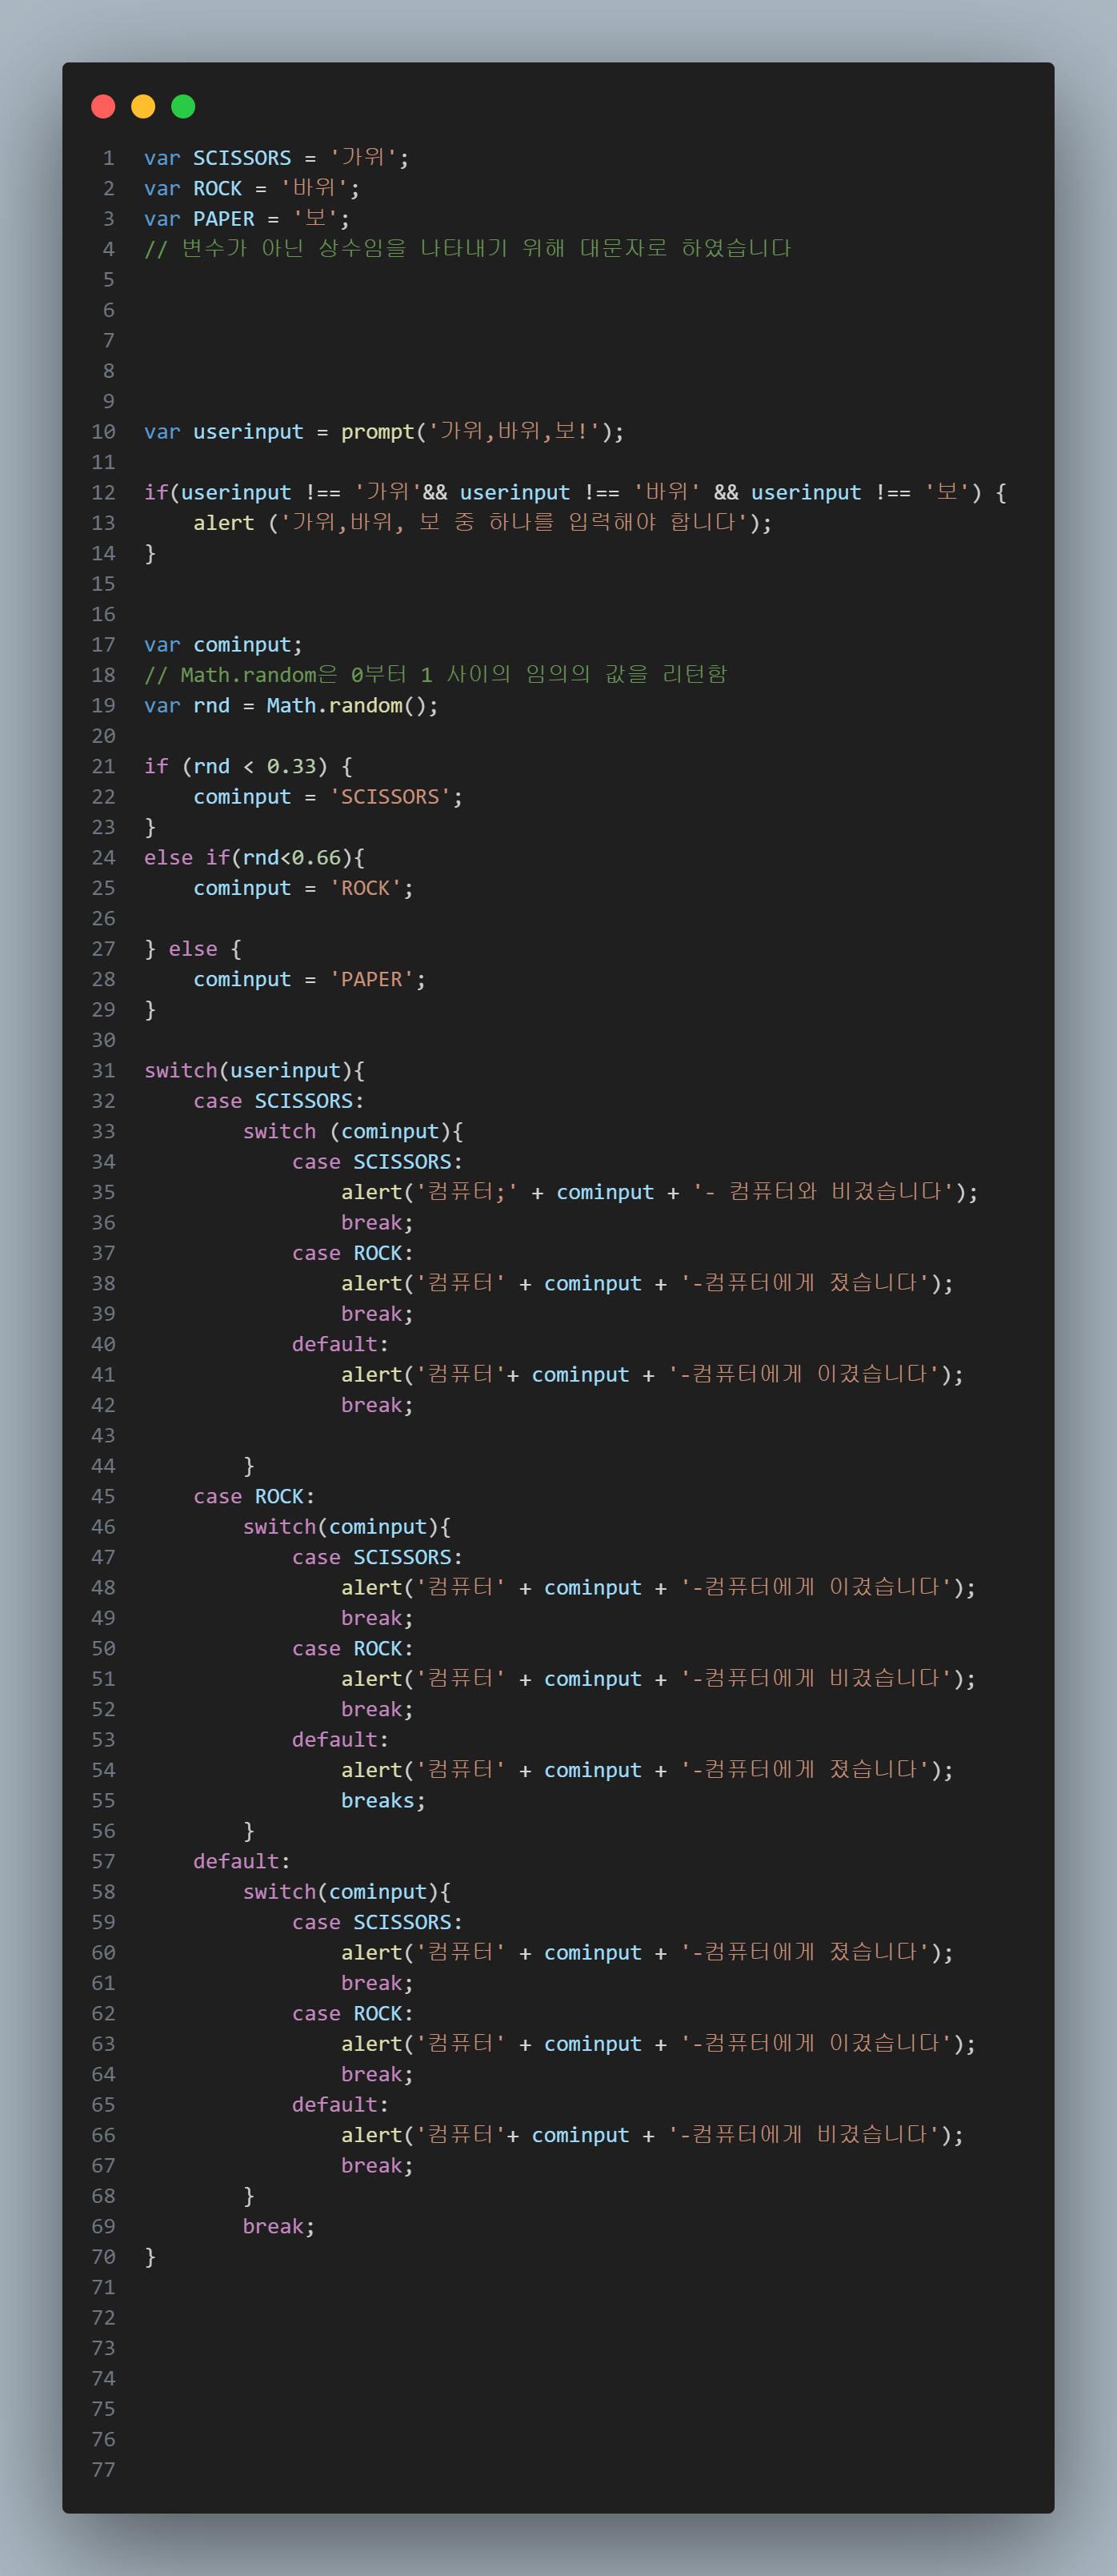 1 var SCISSORS = '가위';
2 var ROCK = '바위';
3 var PAPER = '보';
4 // 변수가 아닌 상수임을 나타내기 위해 대문자로 하였습니다
5
6
7
8
9
10 var userinput = prompt('가위,바위,보!');
11
12 if(userinput !== '가위'&& userinput !== '바위' && userinput !== '보') {
13     alert ('가위,바위, 보 중 하나를 입력해야 합니다');
14 }
15
16
17 var cominput;
18 // Math.random은 0부터 1 사이의 임의의 값을 리턴함
19 var rnd = Math.random();
20
21 if (rnd < 0.33) {
22     cominput = 'SCISSORS';
23 }
24 else if(rnd<0.66){
25     cominput = 'ROCK';
26
27 } else {
28     cominput = 'PAPER';
29 }
30
31 switch(userinput){
32     case SCISSORS:
33         switch (cominput){
34             case SCISSORS:
35                 alert('컴퓨터;' + cominput + '- 컴퓨터와 비겼습니다');
36                 break;
37             case ROCK:
38                 alert('컴퓨터' + cominput + '-컴퓨터에게 졌습니다');
39                 break;
40             default:
41                 alert('컴퓨터'+ cominput + '-컴퓨터에게 이겼습니다');
42                 break;
43
44         }
45     case ROCK:
46         switch(cominput){
47             case SCISSORS:
48                 alert('컴퓨터' + cominput + '-컴퓨터에게 이겼습니다');
49                 break;
50             case ROCK:
51                 alert('컴퓨터' + cominput + '-컴퓨터에게 비겼습니다');
52                 break;
53             default:
54                 alert('컴퓨터' + cominput + '-컴퓨터에게 졌습니다');
55                 breaks;
56         }
57     default:
58         switch(cominput){
59             case SCISSORS:
60                 alert('컴퓨터' + cominput + '-컴퓨터에게 졌습니다');
61                 break;
62             case ROCK:
63                 alert('컴퓨터' + cominput + '-컴퓨터에게 이겼습니다');
64                 break;
65             default:
66                 alert('컴퓨터'+ cominput + '-컴퓨터에게 비겼습니다');
67                 break;
68         }
69         break;
70 }
71
72
73
74
75
76
77